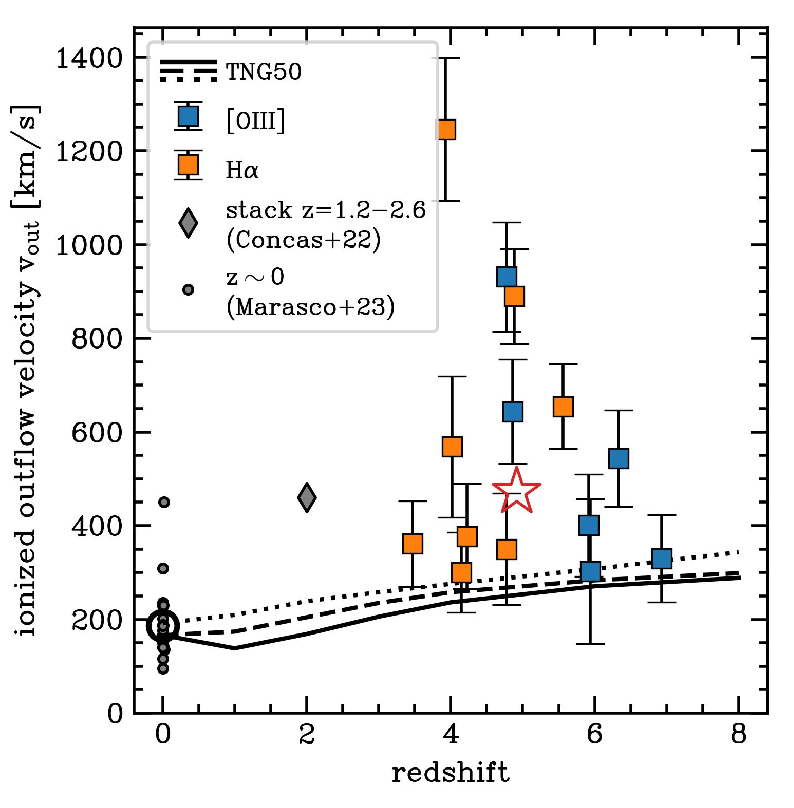 1400
1200
1000
800
600
400
200
0
ionized outflow velocity vout [km/s]
TNG50
[OIII]
Hα
stack z=1.2−2.6
(Concas+22)
z∼0
(Marasco+23)
0 2 4 6 8
redshift